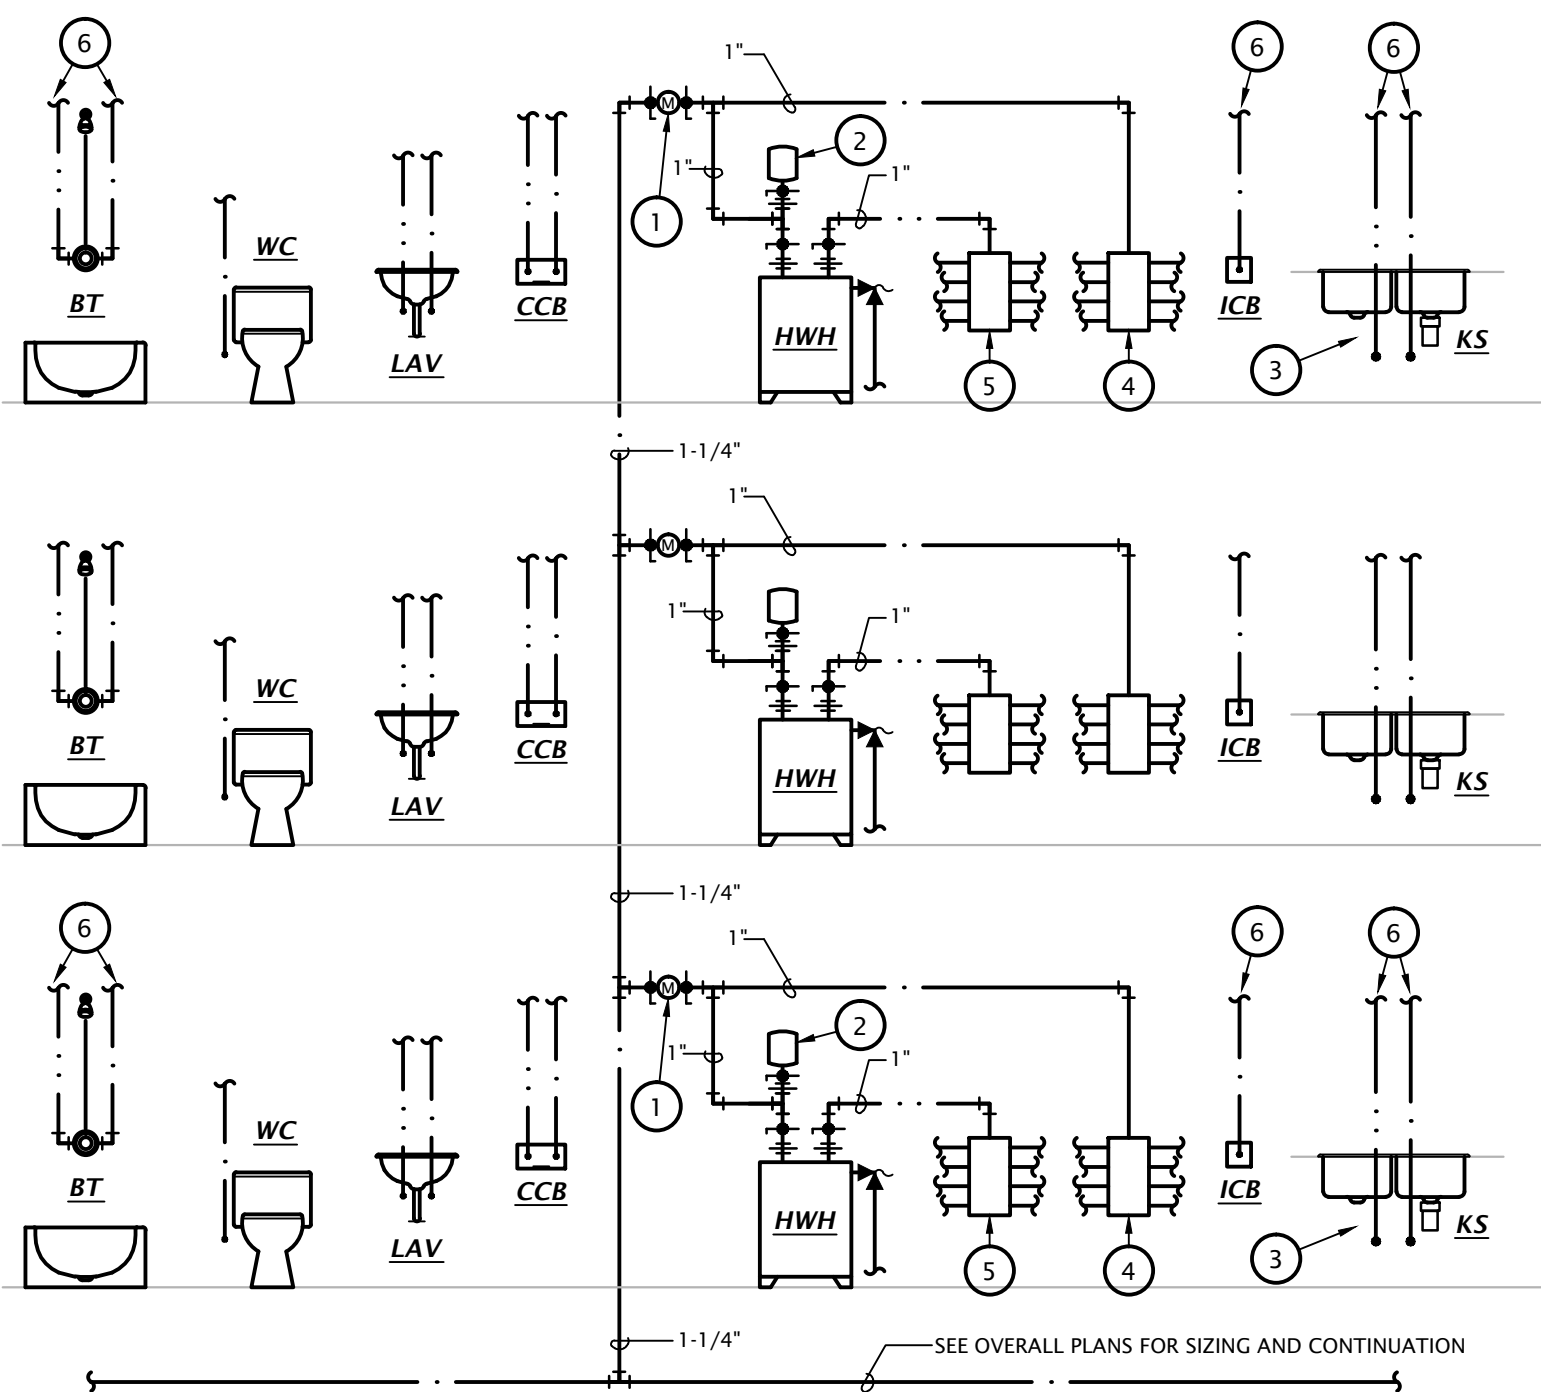 6
6
6
1"
M
2
1"
1"
1
WC
BT
CCB
ICB
HWH
KS
LAV
3
5
4
1-1/4"
1"
M
1"
1"
WC
BT
CCB
ICB
HWH
KS
LAV
1-1/4"
6
6
6
1"
M
2
1"
1"
1
WC
BT
CCB
ICB
HWH
KS
LAV
3
5
4
1-1/4"
SEE OVERALL PLANS FOR SIZING AND CONTINUATION